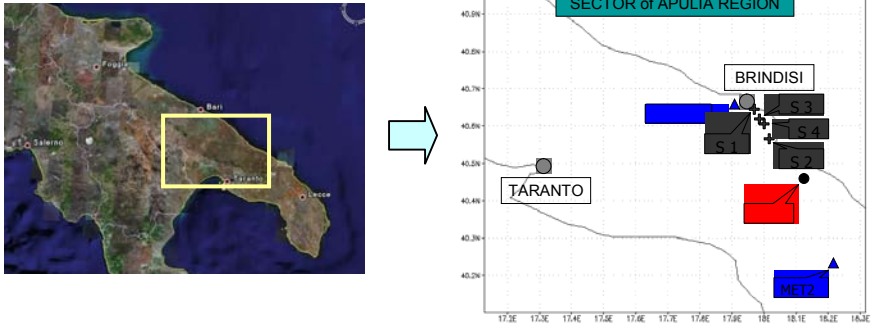 Foggia
Bari
Salerno
Taranto
Lecce
SECTOR of APULIA REGION
40.9N
40.8N
40.7N
40.6N
40.5N
40.4N
40.3N
40.2N
BRINDISI
S 3
S 4
S 1
S 2
TARANTO
MET2
17.2E 17.3E 17.4E 17.5E 17.6E 17.7E 17.8E 17.9E 18E 18.1E 18.2E 18.3E